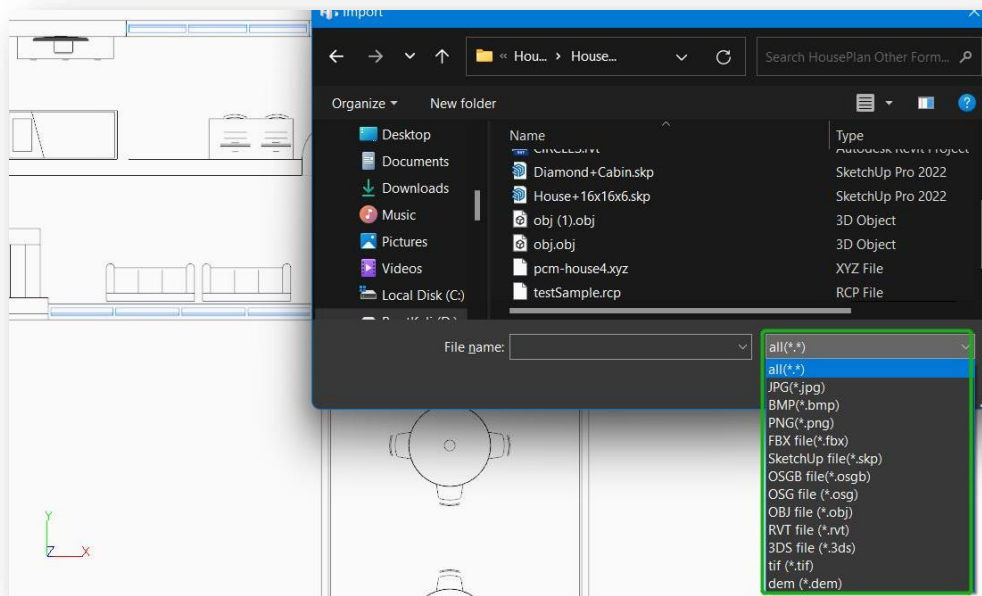 Import
« Hou... › House...
Search HousePlan Other Form...
Organize
New folder
Desktop
Documents
Downloads
Music
Pictures
Videos
Local Disk (C:)
Name
Type
CIRCLES.rvt
Autodesk Revit Project
Diamond+Cabin.skp
SketchUp Pro 2022
House+16x16x6.skp
SketchUp Pro 2022
obj (1).obj
3D Object
obj.obj
3D Object
pcm-house4.xyz
XYZ File
testSample.rcp
RCP File
File name:
all(*.*)
all(*.*)
JPG(*.jpg)
BMP(*.bmp)
PNG(*.png)
FBX file(*.fbx)
SketchUp file(*.skp)
OSGB file(*.osgb)
OSG file (*.osg)
OBJ file (*.obj)
RVT file (*.rvt)
3DS file (*.3ds)
tif (*.tif)
dem (*.dem)
Y
Z
X